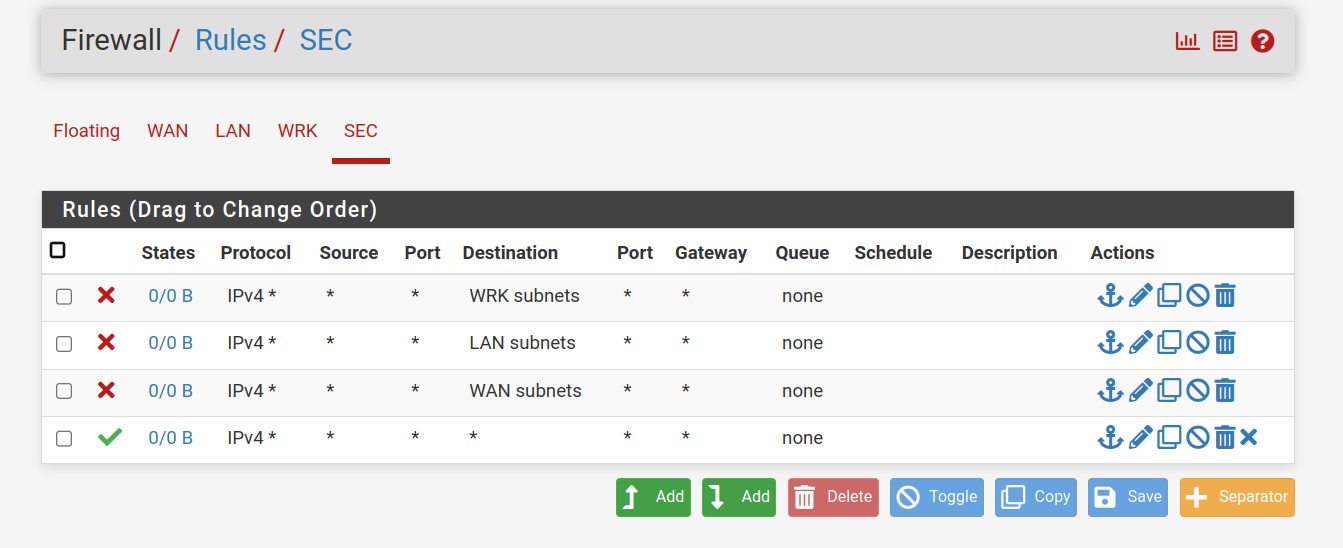 Firewall / Rules / SEC
Floating WAN LAN WRK SEC
Rules (Drag to Change Order)
States Protocol Source Port Destination Port Gateway Queue Schedule Description Actions
0/0 B IPv4 * * * WRK subnets * * none
0/0 B IPv4 * * * LAN subnets * * none
0/0 B IPv4 * * * WAN subnets * * none
0/0 B IPv4 * * * * * * none
Add Add Delete Toggle Copy Save Separator